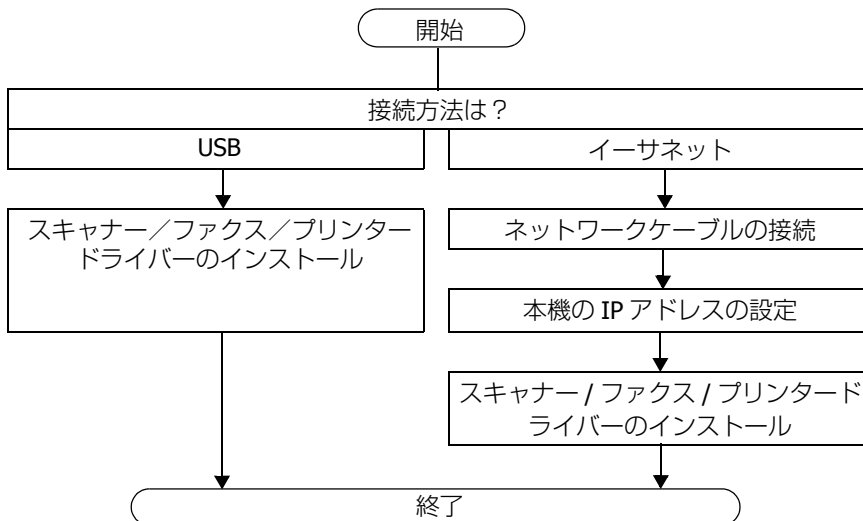 開始
接続方法は？
USB
イーサネット
スキャナー／ファクス／プリンター
ドライバーのインストール
ネットワークケーブルの接続
本機の IP アドレスの設定
スキャナー / ファクス / プリンタード
ライバーのインストール
終了